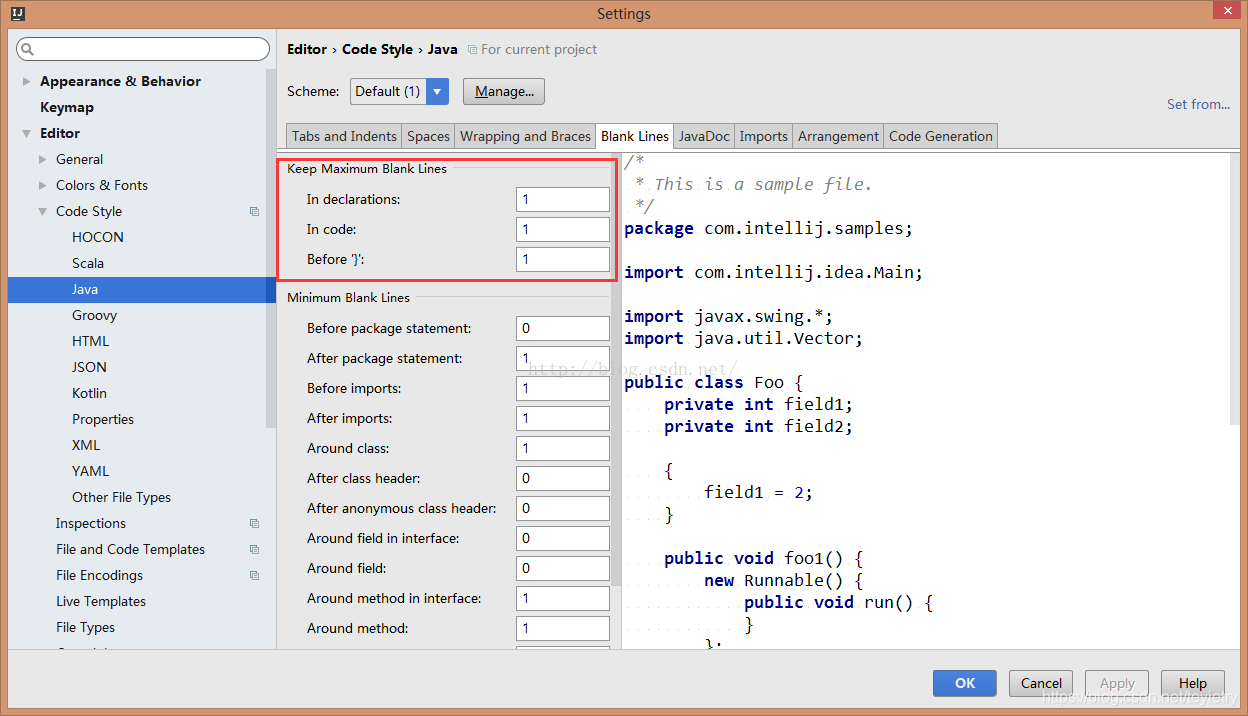 IJ
Settings
Editor › Code Style › Java
For current project
Scheme:
Default (1)
Manage...
Set from...
Appearance & Behavior
Keymap
Editor
General
Colors & Fonts
Code Style
HOCON
Scala
Java
Groovy
HTML
JSON
Kotlin
Properties
XML
YAML
Other File Types
Inspections
File and Code Templates
File Encodings
Live Templates
File Types
Tabs and Indents
Spaces
Wrapping and Braces
Blank Lines
JavaDoc
Imports
Arrangement
Code Generation
Keep Maximum Blank Lines
In declarations: 1
In code: 1
Before '}': 1
Minimum Blank Lines
Before package statement: 0
After package statement: 1
Before imports: 1
After imports: 1
Around class: 1
After class header: 0
After anonymous class header: 0
Around field in interface: 0
Around field: 0
Around method in interface: 1
Around method: 1
/*
* This is a sample file.
*/
package com.intellij.samples;
import com.intellij.idea.Main;
import javax.swing.*;
import java.util.Vector;
public class Foo {
private int field1;
private int field2;
{
field1 = 2;
}
public void foo1() {
new Runnable() {
public void run() {
}
};
http://blog.csdn.net/
OK
Cancel
Apply
Help